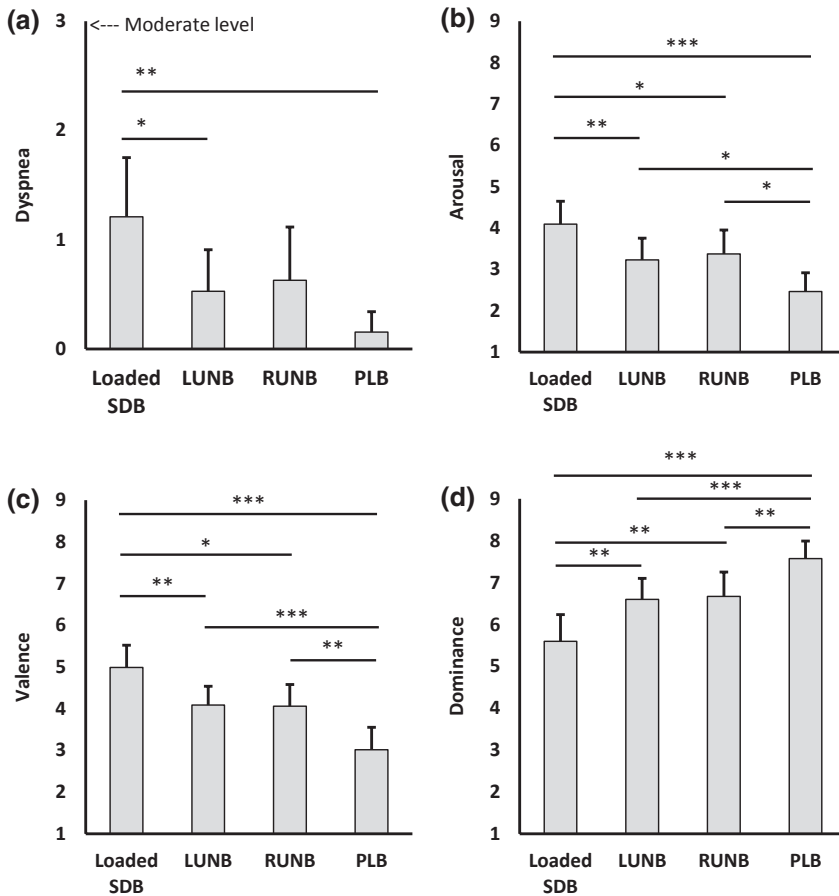 (a)
3
<--- Moderate level
**
*
2
1
0
Dyspnea
Loaded SDB
LUNB
RUNB
PLB
(b)
9
8
7
6
5
4
3
2
1
***
*
**
*
*
Arousal
Loaded SDB
LUNB
RUNB
PLB
(c)
9
8
7
6
5
4
3
2
1
***
*
**
***
**
Valence
Loaded SDB
LUNB
RUNB
PLB
(d)
9
8
7
6
5
4
3
2
1
***
***
**
**
**
Dominance
Loaded SDB
LUNB
RUNB
PLB